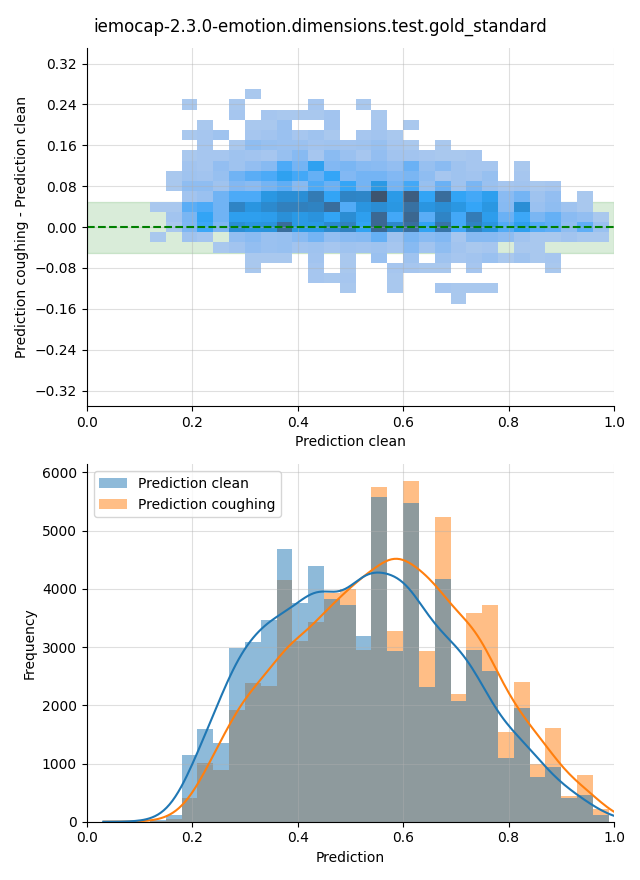 iemocap-2.3.0-emotion.dimensions.test.gold_standard
0.32
0.24
0.16
0.08
0.00
−0.08
−0.16
−0.24
−0.32
Prediction coughing - Prediction clean
0.0 0.2 0.4 0.6 0.8 1.0
Prediction clean
6000
5000
4000
3000
2000
1000
0
Frequency
Prediction clean
Prediction coughing
0.0 0.2 0.4 0.6 0.8 1.0
Prediction